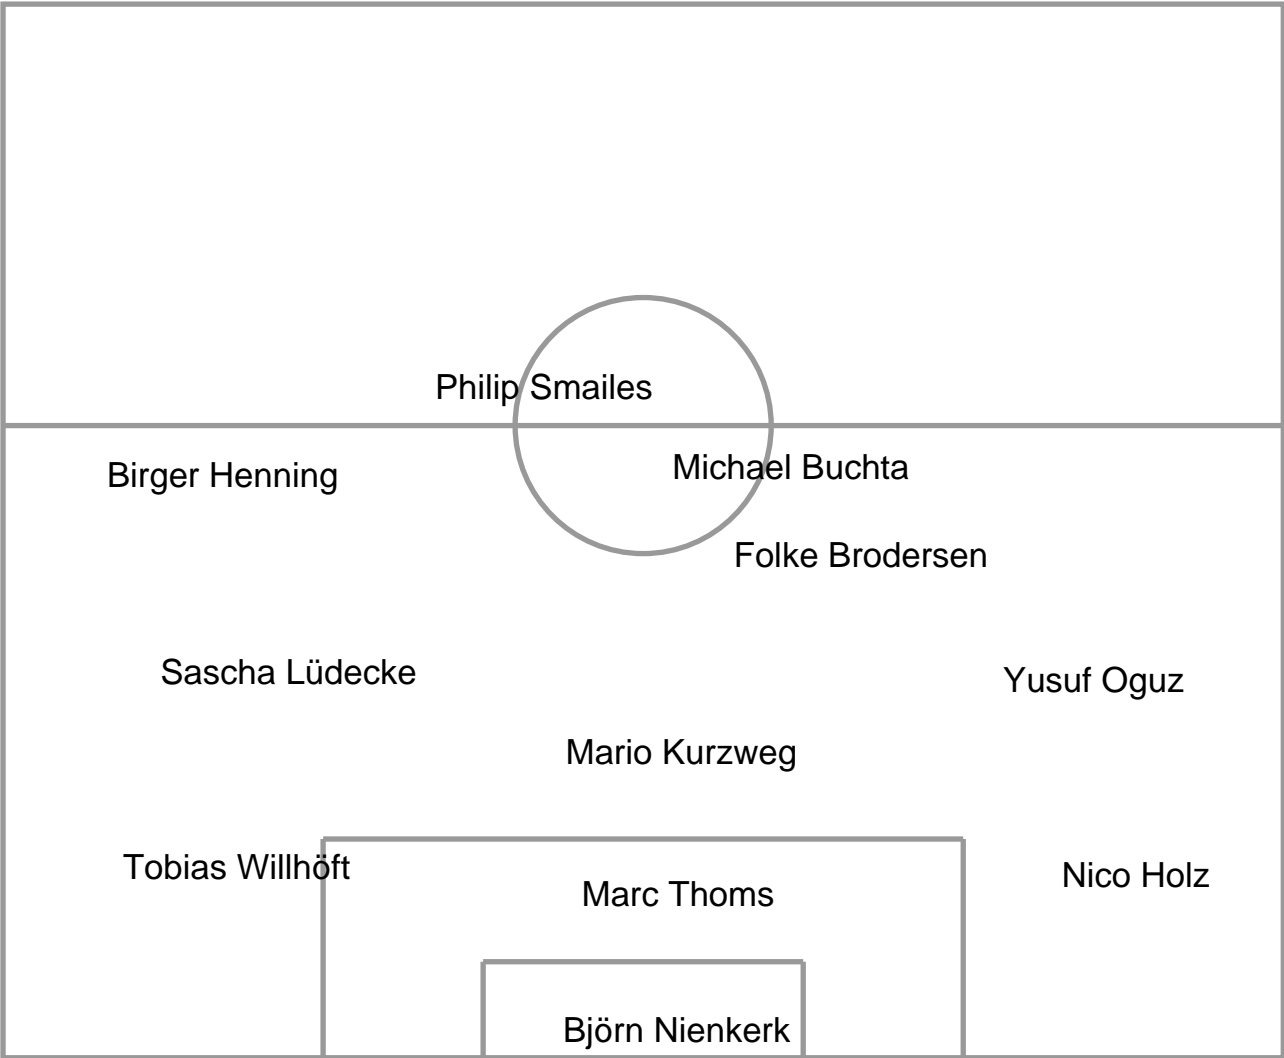 Philip Smailes
Birger Henning
Michael Buchta
Folke Brodersen
Sascha Lüdecke
Yusuf Oguz
Mario Kurzweg
Tobias Willhöft
Nico Holz
Marc Thoms
Björn Nienkerk